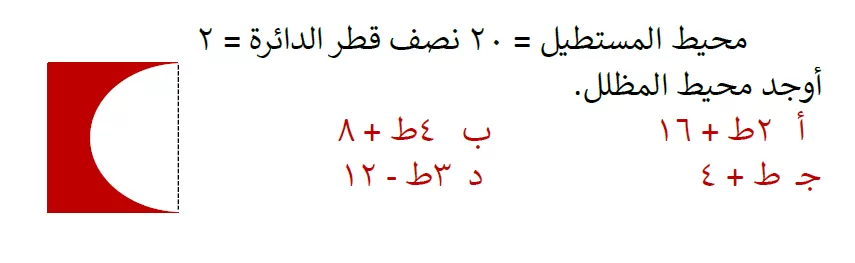 محيط المستطيل = ٢٠ نصف قطر الدائرة = ٢
أوجد محيط المظلل.
أ ٢ط + ١٦ ب ٤ط + ٨
جـ ط + ٤ د ٣ط - ١٢